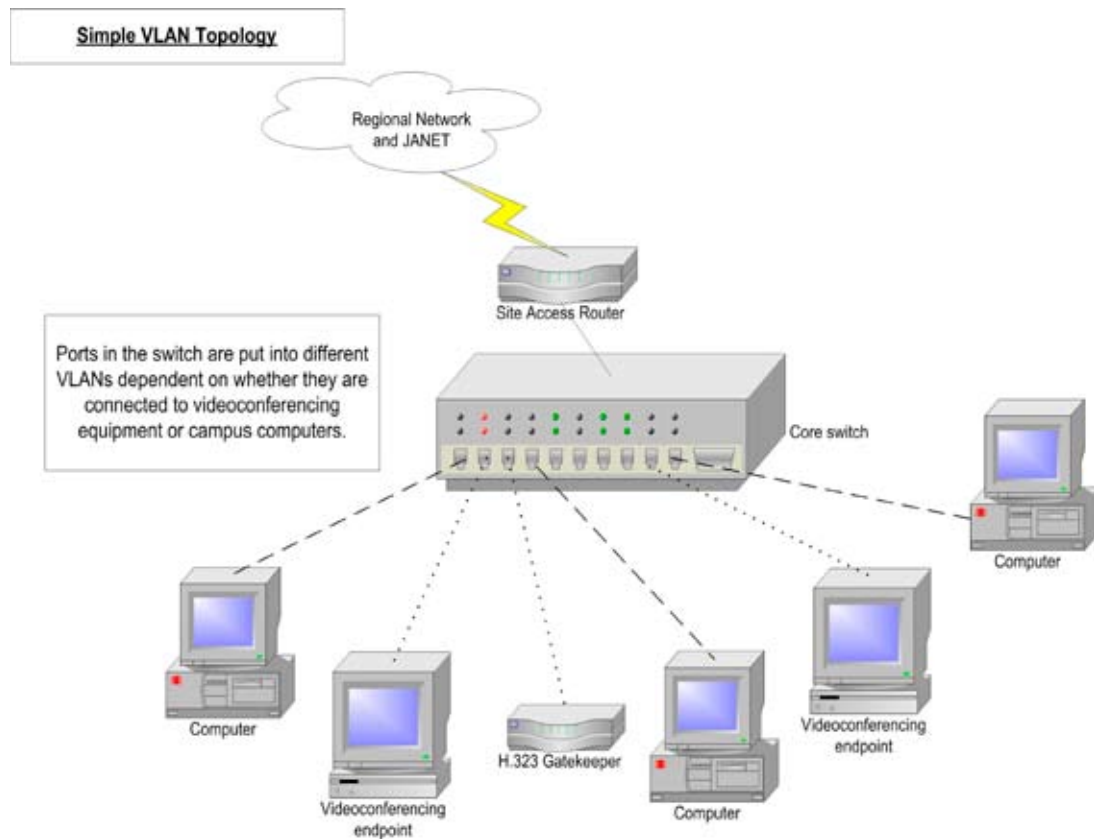 Simple VLAN Topology
Regional Network
and JANET
Site Access Router
Ports in the switch are put into different
VLANs dependent on whether they are
connected to videoconferencing
equipment or campus computers.
Core switch
Computer
Computer
Videoconferencing
endpoint
H.323 Gatekeeper
Computer
Videoconferencing
endpoint